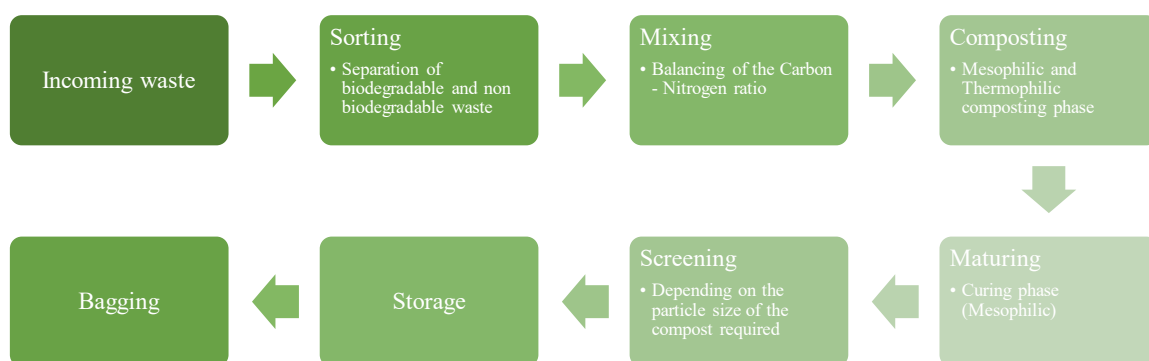 Incoming waste
Sorting
• Separation of
biodegradable and non
biodegradable waste
Mixing
• Balancing of the Carbon
- Nitrogen ratio
Composting
• Mesophilic and
Thermophilic
composting phase
Bagging
Storage
Screening
• Depending on the
particle size of the
compost required
Maturing
• Curing phase
(Mesophilic)